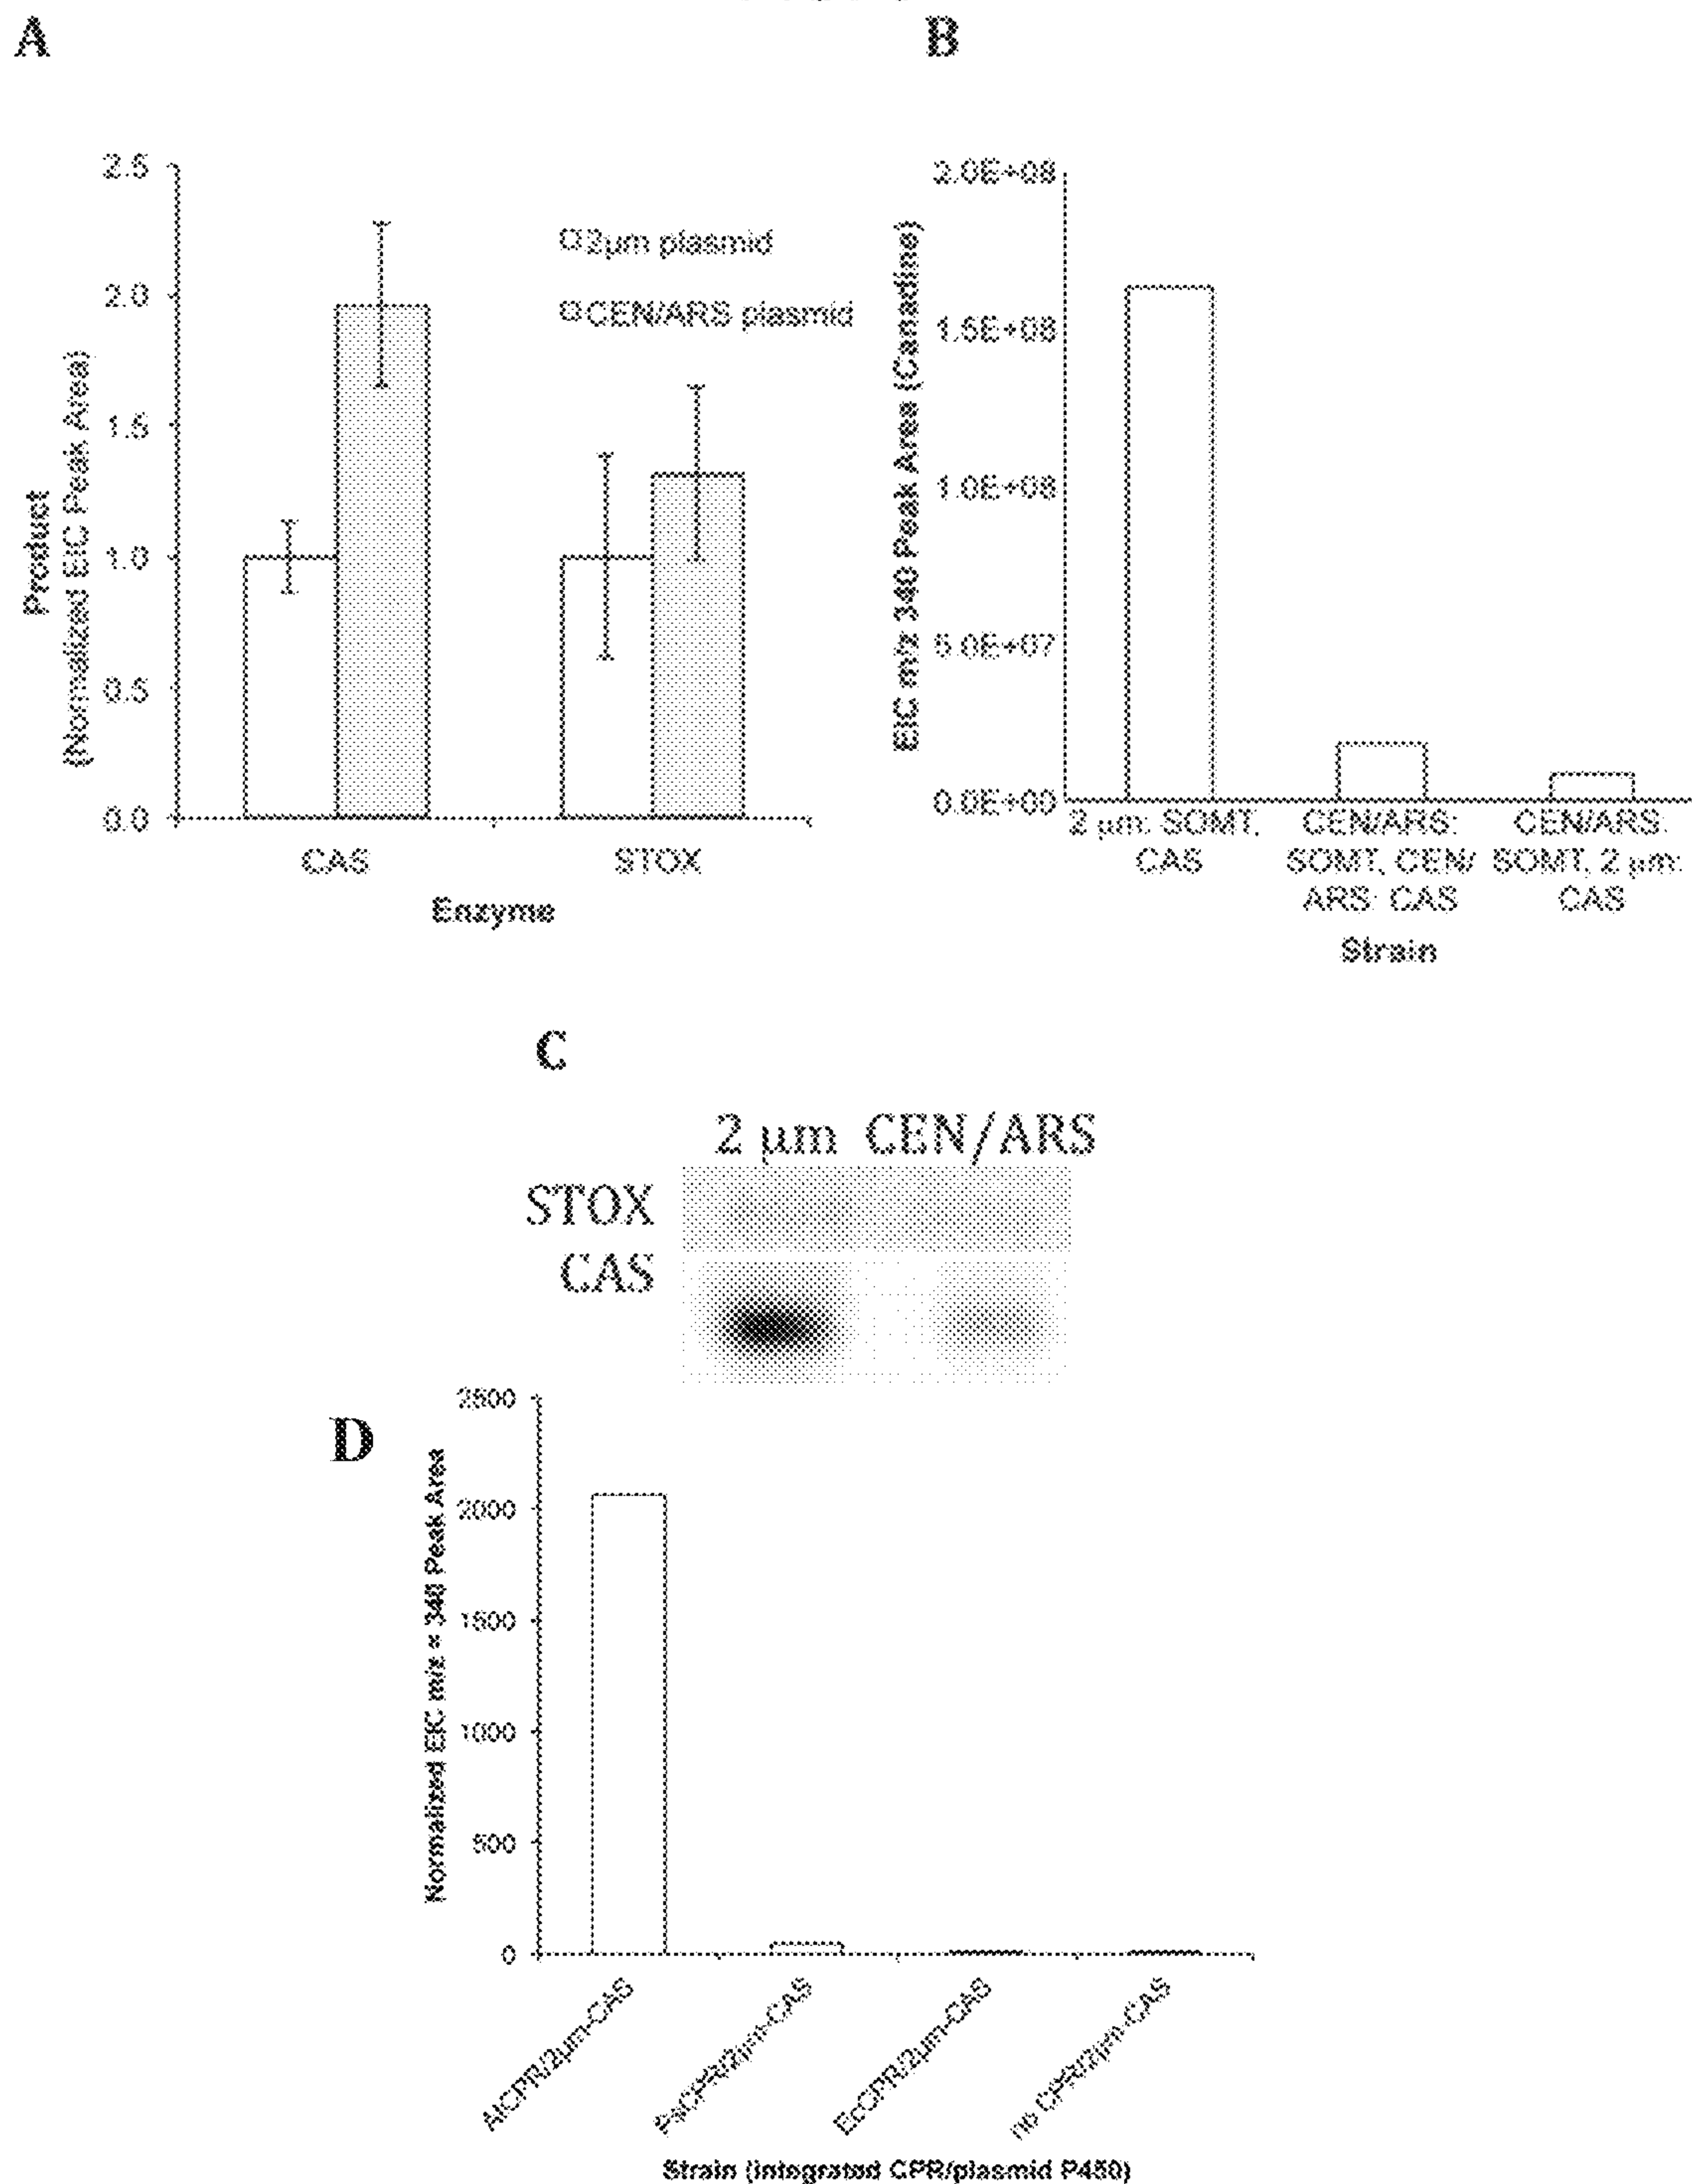 A
2.5
2.0
1.5
1.0
0.5
0.0
Product
(Normalized EIC Peak Area)
2µm plasmid
CEN/ARS plasmid
CAS
STOX
Enzyme
B
2.0E+08
1.5E+08
1.0E+08
5.0E+07
0.0E+00
EIC m/z 340 Peak Area (Canadine)
2 µm: SOMT,
CAS
CEN/ARS:
SOMT, CEN/
ARS: CAS
CEN/ARS:
SOMT, 2 µm:
CAS
Strain
C
2 µm CEN/ARS
STOX
CAS
D
2500
2000
1500
1000
500
0
Normalized EIC m/z = 340 Peak Area
AtCPR/2µm-CAS
PsCPR/2µm-CAS
EcCPR/2µm-CAS
no CPR/2µm-CAS
Strain (integrated CPR/plasmid P450)